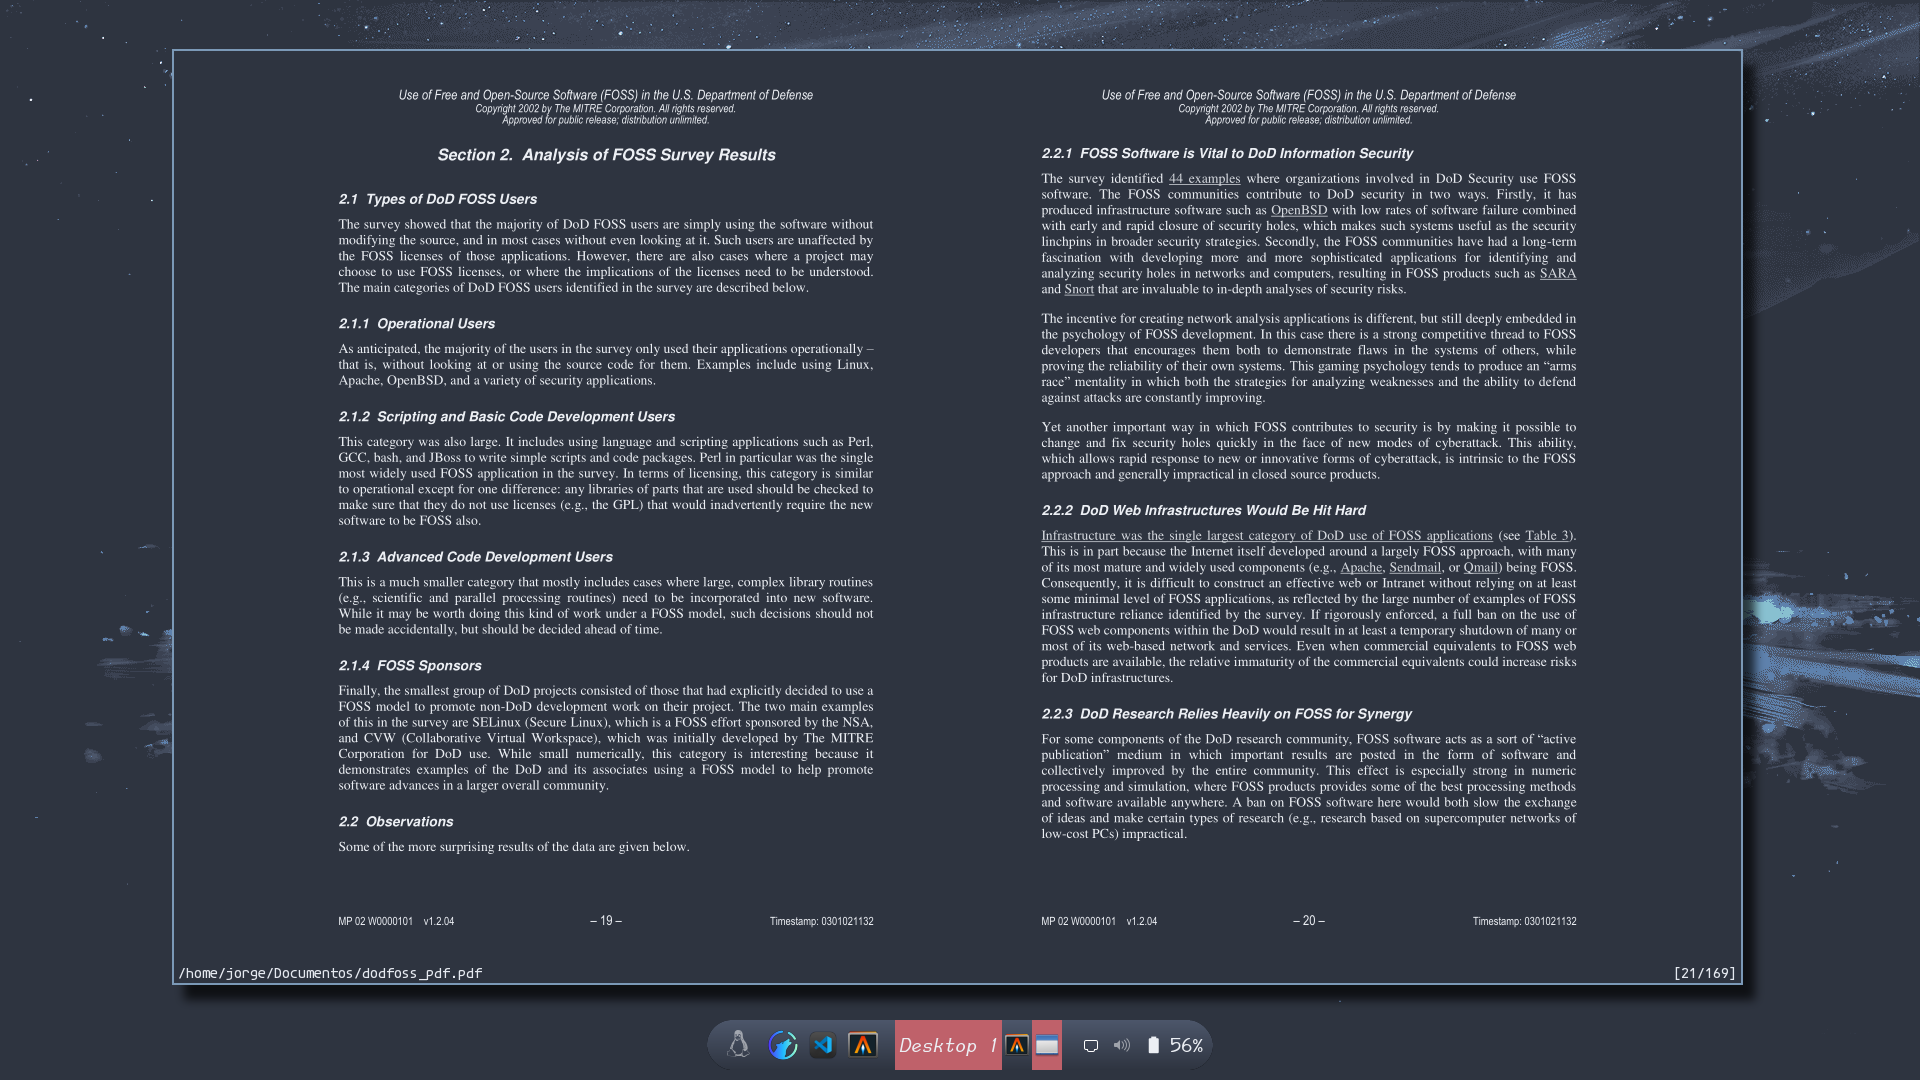 Use of Free and Open-Source Software (FOSS) in the U.S. Department of Defense
Copyright 2002 by The MITRE Corporation. All rights reserved.
Approved for public release; distribution unlimited.
Section 2.  Analysis of FOSS Survey Results
2.1  Types of DoD FOSS Users
The survey showed that the majority of DoD FOSS users are simply using the software without
modifying the source, and in most cases without even looking at it. Such users are unaffected by
the FOSS licenses of those applications. However, there are also cases where a project may
choose to use FOSS licenses, or where the implications of the licenses need to be understood.
The main categories of DoD FOSS users identified in the survey are described below.
2.1.1  Operational Users
As anticipated, the majority of the users in the survey only used their applications operationally –
that is, without looking at or using the source code for them. Examples include using Linux,
Apache, OpenBSD, and a variety of security applications.
2.1.2  Scripting and Basic Code Development Users
This category was also large. It includes using language and scripting applications such as Perl,
GCC, bash, and JBoss to write simple scripts and code packages. Perl in particular was the single
most widely used FOSS application in the survey. In terms of licensing, this category is similar
to operational except for one difference: any libraries of parts that are used should be checked to
make sure that they do not use licenses (e.g., the GPL) that would inadvertently require the new
software to be FOSS also.
2.1.3  Advanced Code Development Users
This is a much smaller category that mostly includes cases where large, complex library routines
(e.g., scientific and parallel processing routines) need to be incorporated into new software.
While it may be worth doing this kind of work under a FOSS model, such decisions should not
be made accidentally, but should be decided ahead of time.
2.1.4  FOSS Sponsors
Finally, the smallest group of DoD projects consisted of those that had explicitly decided to use a
FOSS model to promote non-DoD development work on their project. The two main examples
of this in the survey are SELinux (Secure Linux), which is a FOSS effort sponsored by the NSA,
and CVW (Collaborative Virtual Workspace), which was initially developed by The MITRE
Corporation for DoD use. While small numerically, this category is interesting because it
demonstrates examples of the DoD and its associates using a FOSS model to help promote
software advances in a larger overall community.
2.2  Observations
Some of the more surprising results of the data are given below.
MP 02 W0000101    v1.2.04    – 19 –    Timestamp: 0301021132
Use of Free and Open-Source Software (FOSS) in the U.S. Department of Defense
Copyright 2002 by The MITRE Corporation. All rights reserved.
Approved for public release; distribution unlimited.
2.2.1  FOSS Software is Vital to DoD Information Security
The survey identified 44 examples where organizations involved in DoD Security use FOSS
software. The FOSS communities contribute to DoD security in two ways. Firstly, it has
produced infrastructure software such as OpenBSD with low rates of software failure combined
with early and rapid closure of security holes, which makes such systems useful as the security
linchpins in broader security strategies. Secondly, the FOSS communities have had a long-term
fascination with developing more and more sophisticated applications for identifying and
analyzing security holes in networks and computers, resulting in FOSS products such as SARA
and Snort that are invaluable to in-depth analyses of security risks.
The incentive for creating network analysis applications is different, but still deeply embedded in
the psychology of FOSS development. In this case there is a strong competitive thread to FOSS
developers that encourages them both to demonstrate flaws in the systems of others, while
proving the reliability of their own systems. This gaming psychology tends to produce an “arms
race” mentality in which both the strategies for analyzing weaknesses and the ability to defend
against attacks are constantly improving.
Yet another important way in which FOSS contributes to security is by making it possible to
change and fix security holes quickly in the face of new modes of cyberattack. This ability,
which allows rapid response to new or innovative forms of cyberattack, is intrinsic to the FOSS
approach and generally impractical in closed source products.
2.2.2  DoD Web Infrastructures Would Be Hit Hard
Infrastructure was the single largest category of DoD use of FOSS applications (see Table 3).
This is in part because the Internet itself developed around a largely FOSS approach, with many
of its most mature and widely used components (e.g., Apache, Sendmail, or Qmail) being FOSS.
Consequently, it is difficult to construct an effective web or Intranet without relying on at least
some minimal level of FOSS applications, as reflected by the large number of examples of FOSS
infrastructure reliance identified by the survey. If rigorously enforced, a full ban on the use of
FOSS web components within the DoD would result in at least a temporary shutdown of many or
most of its web-based network and services. Even when commercial equivalents to FOSS web
products are available, the relative immaturity of the commercial equivalents could increase risks
for DoD infrastructures.
2.2.3  DoD Research Relies Heavily on FOSS for Synergy
For some components of the DoD research community, FOSS software acts as a sort of “active
publication” medium in which important results are posted in the form of software and
collectively improved by the entire community. This effect is especially strong in numeric
processing and simulation, where FOSS products provides some of the best processing methods
and software available anywhere. A ban on FOSS software here would both slow the exchange
of ideas and make certain types of research (e.g., research based on supercomputer networks of
low-cost PCs) impractical.
MP 02 W0000101    v1.2.04    – 20 –    Timestamp: 0301021132
/home/jorge/Documentos/dodfoss_pdf.pdf    [21/169]
Desktop 1    56%